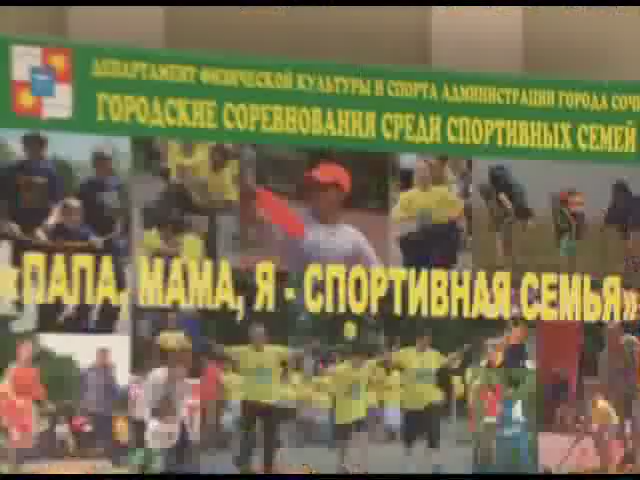 ДЕПАРТАМЕНТ ФИЗИЧЕСКОЙ КУЛЬТУРЫ И СПОРТА АДМИНИСТРАЦИИ ГОРОДА СОЧИ
ГОРОДСКИЕ СОРЕВНОВАНИЯ СРЕДИ СПОРТИВНЫХ СЕМЕЙ
«ПАПА, МАМА, Я - СПОРТИВНАЯ СЕМЬЯ»